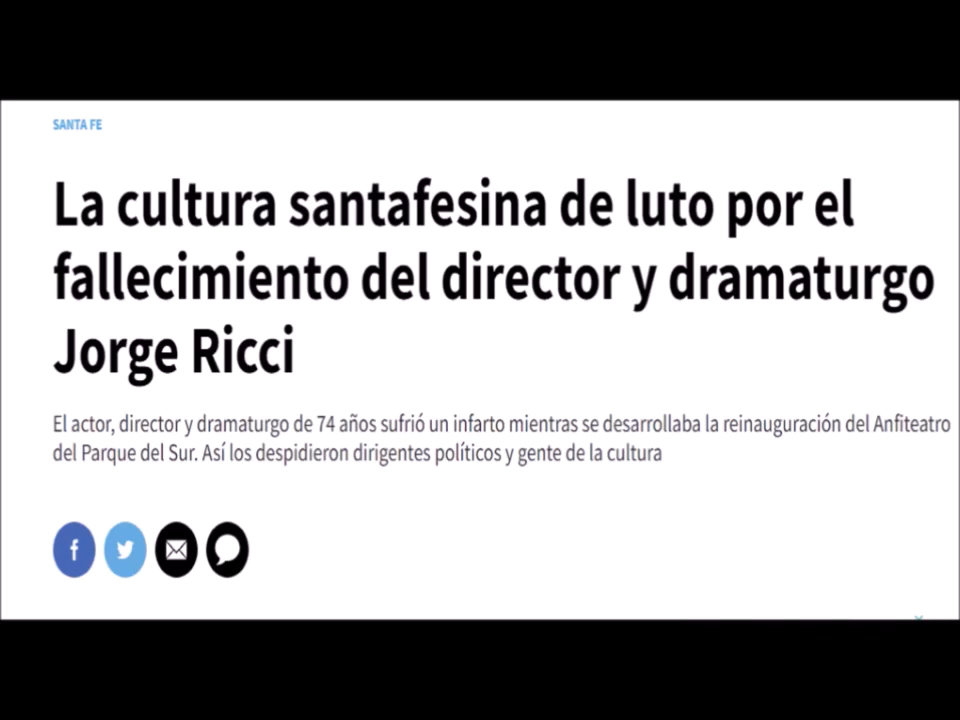 SANTA FE
La cultura santafesina de luto por el
fallecimiento del director y dramaturgo
Jorge Ricci
El actor, director y dramaturgo de 74 años sufrió un infarto mientras se desarrollaba la reinauguración del Anfiteatro
del Parque del Sur. Así los despidieron dirigentes políticos y gente de la cultura